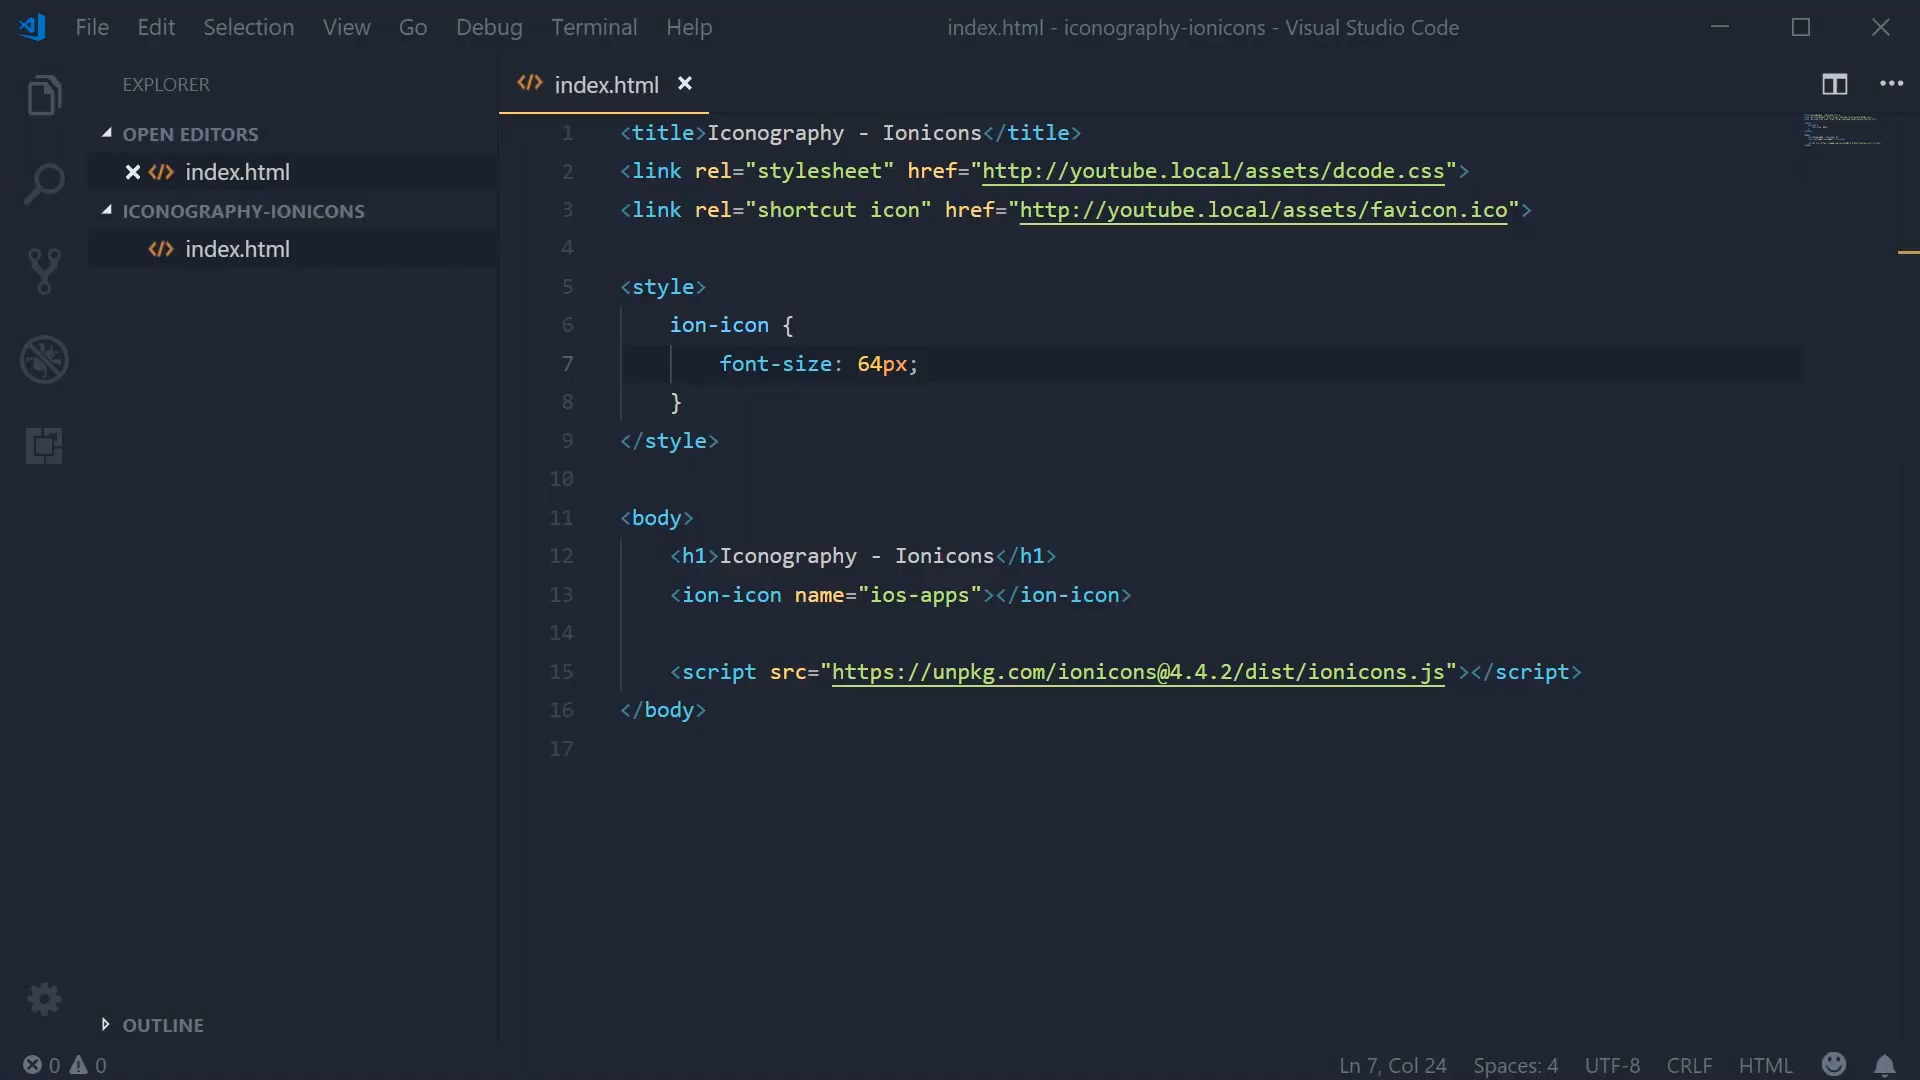 File Edit Selection View Go Debug Terminal Help index.html - iconography-ionicons - Visual Studio Code
EXPLORER
OPEN EDITORS
index.html
ICONOGRAPHY-IONICONS
index.html
OUTLINE
index.html
1 <title>Iconography - Ionicons</title>
2 <link rel="stylesheet" href="http://youtube.local/assets/dcode.css">
3 <link rel="shortcut icon" href="http://youtube.local/assets/favicon.ico">
4
5 <style>
6     ion-icon {
7         font-size: 64px;
8     }
9 </style>
10
11 <body>
12     <h1>Iconography - Ionicons</h1>
13     <ion-icon name="ios-apps"></ion-icon>
14
15     <script src="https://unpkg.com/ionicons@4.4.2/dist/ionicons.js"></script>
16 </body>
17
0 0 Ln 7, Col 24 Spaces: 4 UTF-8 CRLF HTML